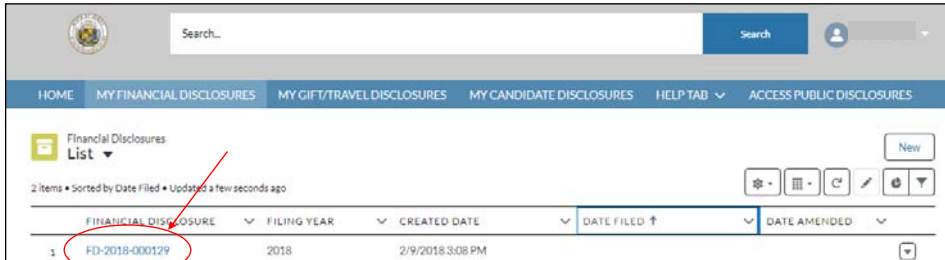 Search...
Search
HOME MY FINANCIAL DISCLOSURES MY GIFT/TRAVEL DISCLOSURES MY CANDIDATE DISCLOSURES HELP TAB ACCESS PUBLIC DISCLOSURES
Financial Disclosures
List
New
2 items • Sorted by Date Filed • Updated a few seconds ago
FINANCIAL DISCLOSURE FILING YEAR CREATED DATE DATE FILED ↑ DATE AMENDED
1 FD-2018-000129 2018 2/9/2018 3:08 PM